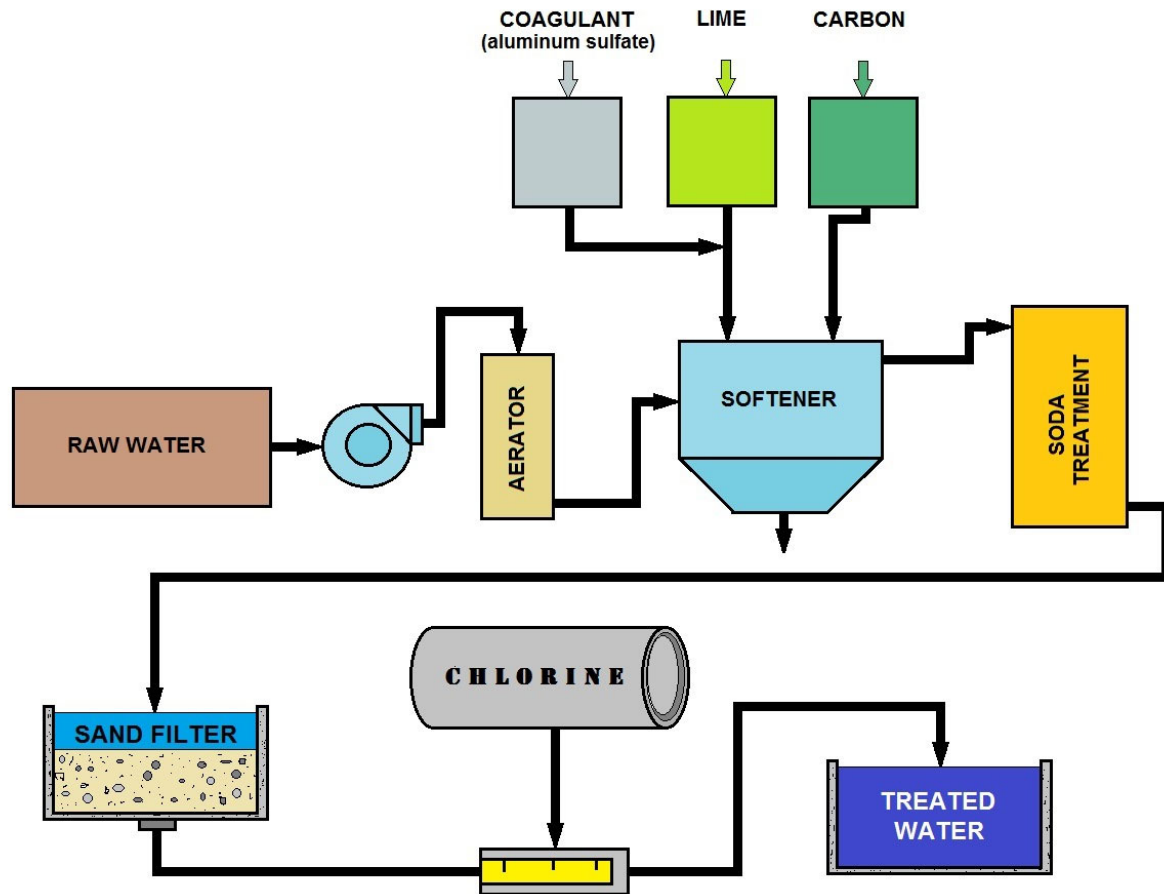 COAGULANT
(aluminum sulfate)
LIME
CARBON
RAW WATER
AERATOR
SOFTENER
SODA
TREATMENT
SAND FILTER
CHLORINE
TREATED
WATER